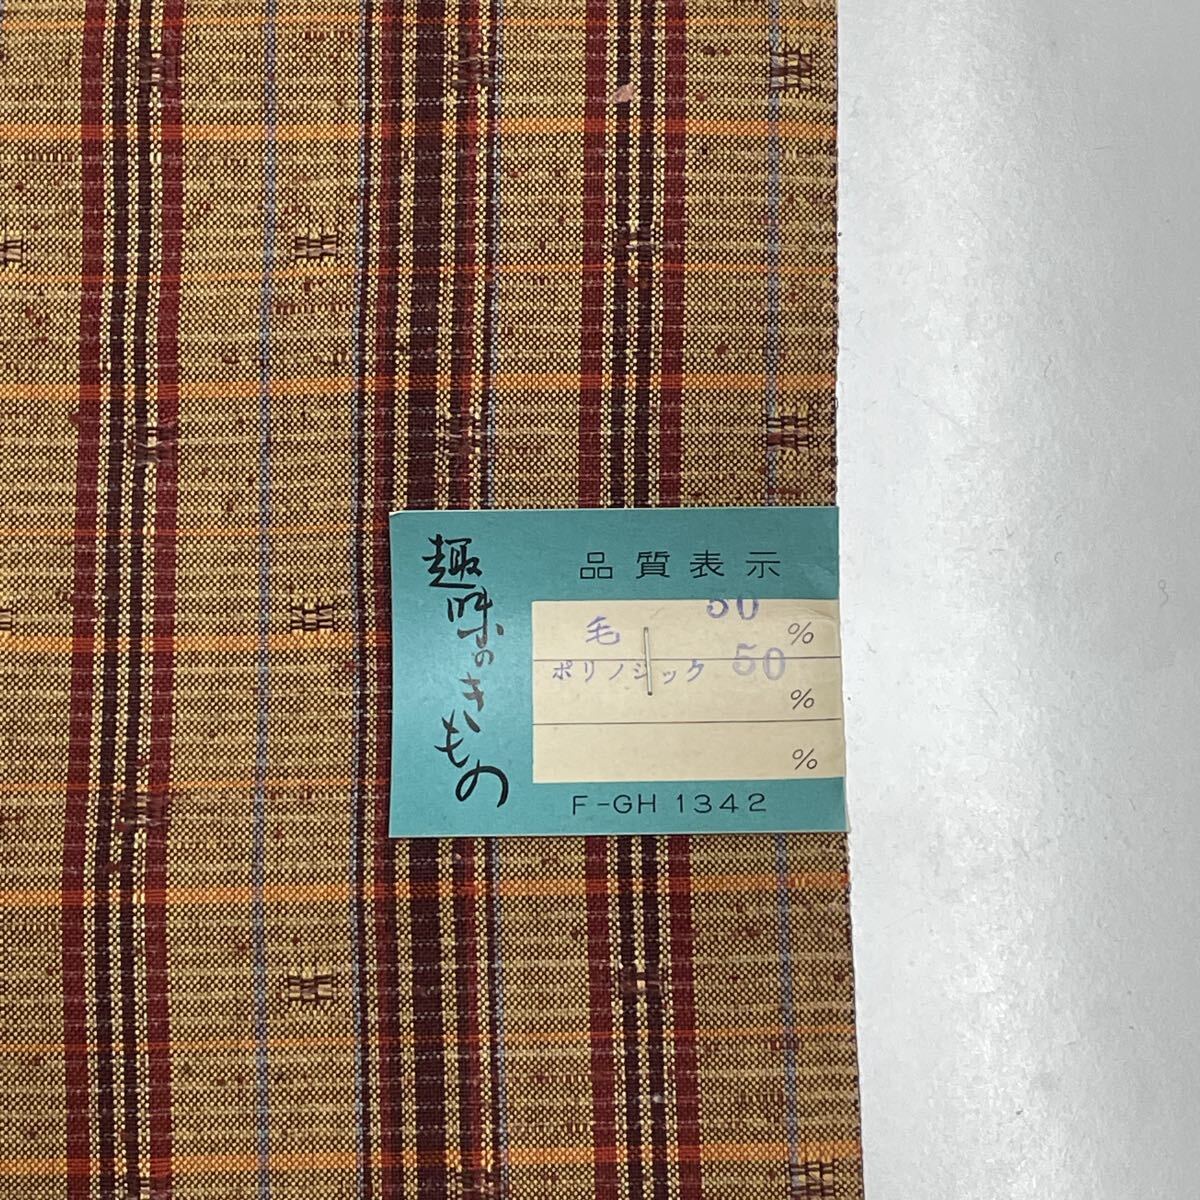 趣味のきもの
品質表示
毛 50 %
ポリノジック 50 %
%
F-GH 1342